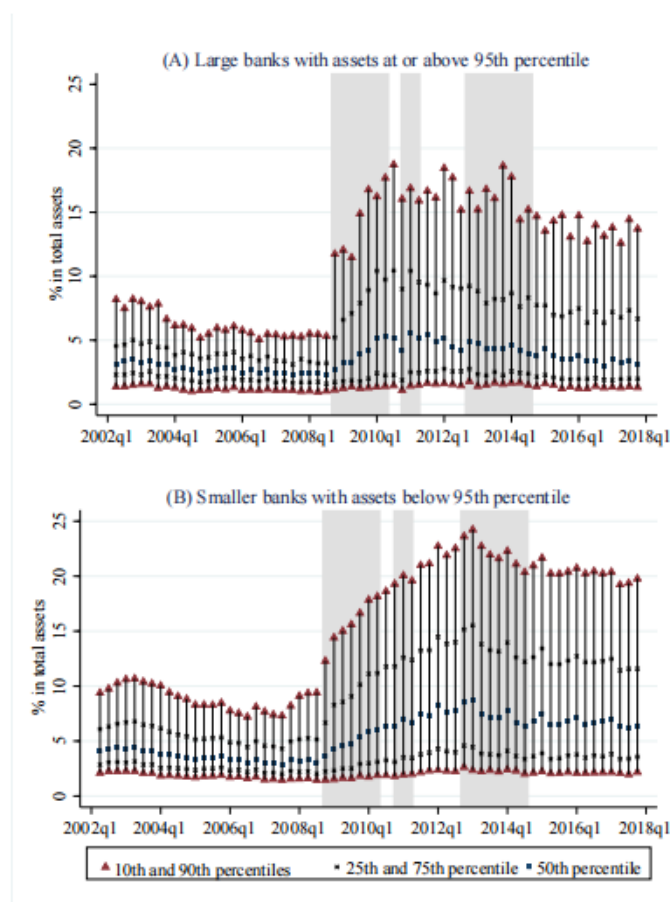 (A) Large banks with assets at or above 95th percentile
% in total assets
25
20
15
10
5
0
2002q1 2004q1 2006q1 2008q1 2010q1 2012q1 2014q1 2016q1 2018q1
(B) Smaller banks with assets below 95th percentile
% in total assets
25
20
15
10
5
0
2002q1 2004q1 2006q1 2008q1 2010q1 2012q1 2014q1 2016q1 2018q1
10th and 90th percentiles 25th and 75th percentile 50th percentile